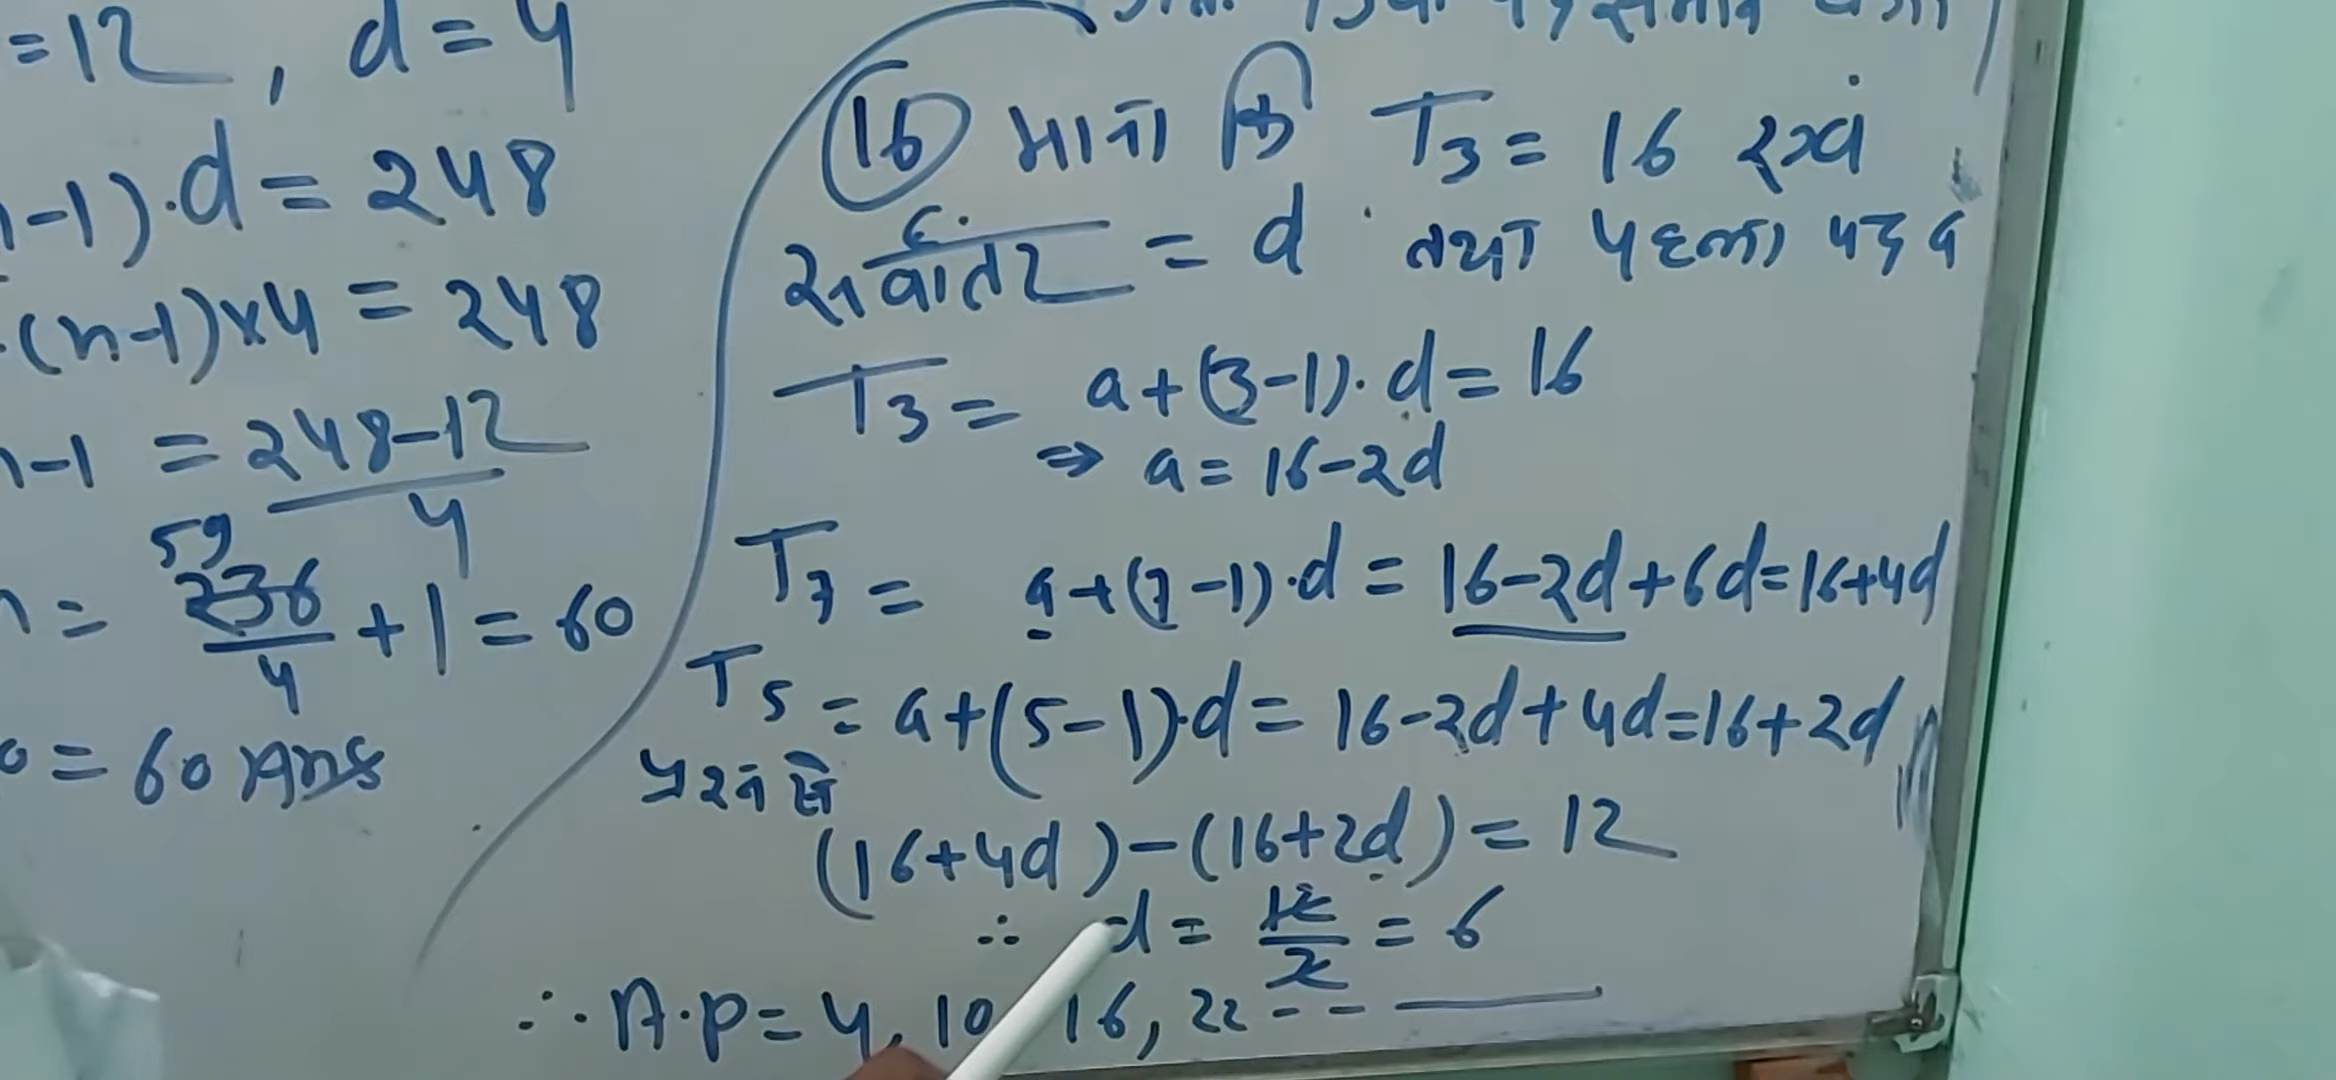 =12, d=4
n-1)·d=248
(n-1)×4=248
n-1 = 248-12/4
59
n = 236/4 +1=60
=60 Ans
(16) माना कि T₃=16 एवं
सर्वांतर = d तथा पहला पद a
T₃= a+(3-1)·d=16
⇒ a=16-2d
T₇= a+(7-1)·d=16-2d+6d=16+4d
T₅=a+(5-1)·d=16-2d+4d=16+2d
प्रश्न से
(16+4d)-(16+2d)=12
∴ d=12/2=6
∴ A.P=4, 10, 16, 22 - - —